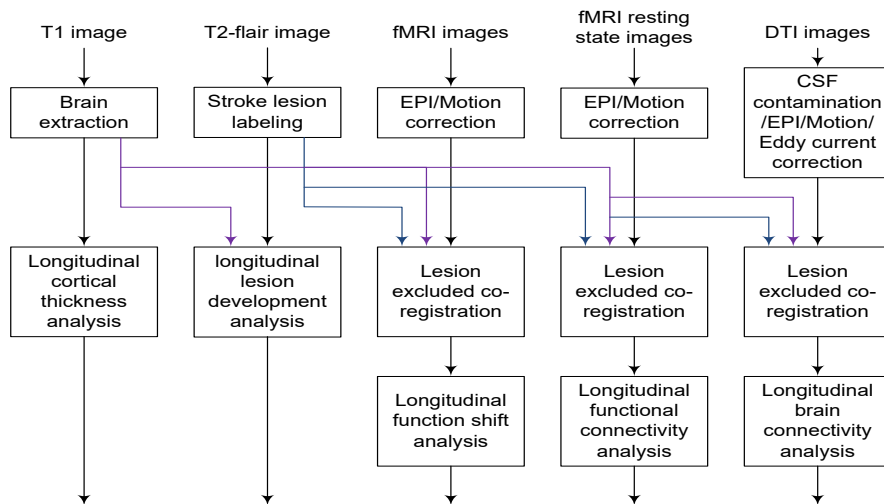 T1 image
T2-flair image
fMRI images
fMRI resting
state images
DTI images
Brain
extraction
Stroke lesion
labeling
EPI/Motion
correction
EPI/Motion
correction
CSF
contamination
/EPI/Motion/
Eddy current
correction
Longitudinal
cortical
thickness
analysis
longitudinal
lesion
development
analysis
Lesion
excluded co-
registration
Lesion
excluded co-
registration
Lesion
excluded co-
registration
Longitudinal
function shift
analysis
Longitudinal
functional
connectivity
analysis
Longitudinal
brain
connectivity
analysis